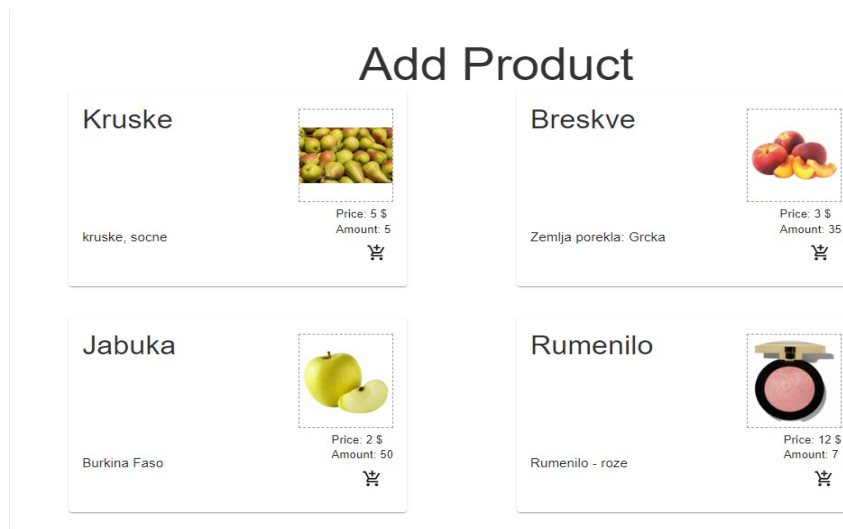 Add Product
Kruske
Price: 5 $
Amount: 5
kruske, socne
Breskve
Price: 3 $
Amount: 35
Zemlja porekla: Grcka
Jabuka
Price: 2 $
Amount: 50
Burkina Faso
Rumenilo
Price: 12 $
Amount: 7
Rumenilo - roze